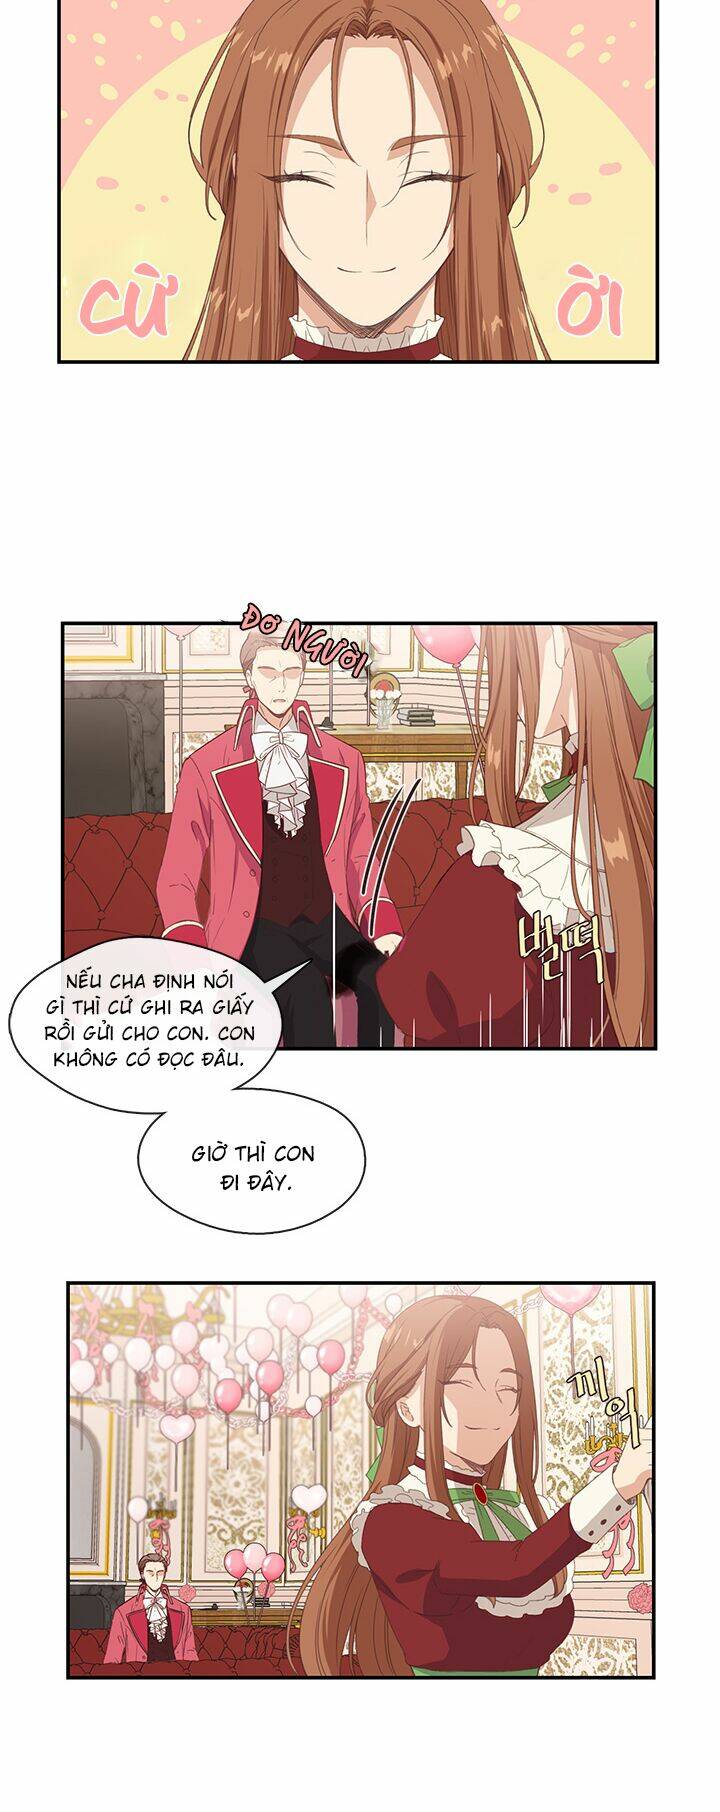 CỪ ỜI
ĐƠ NGƯỜI
벌떡
NẾU CHA ĐỊNH NÓI
GÌ THÌ CỨ GHI RA GIẤY
RỒI GỬI CHO CON. CON
KHÔNG CÓ ĐỌC ĐÂU.
GIỜ THÌ CON
ĐI ĐÂY.
끼익